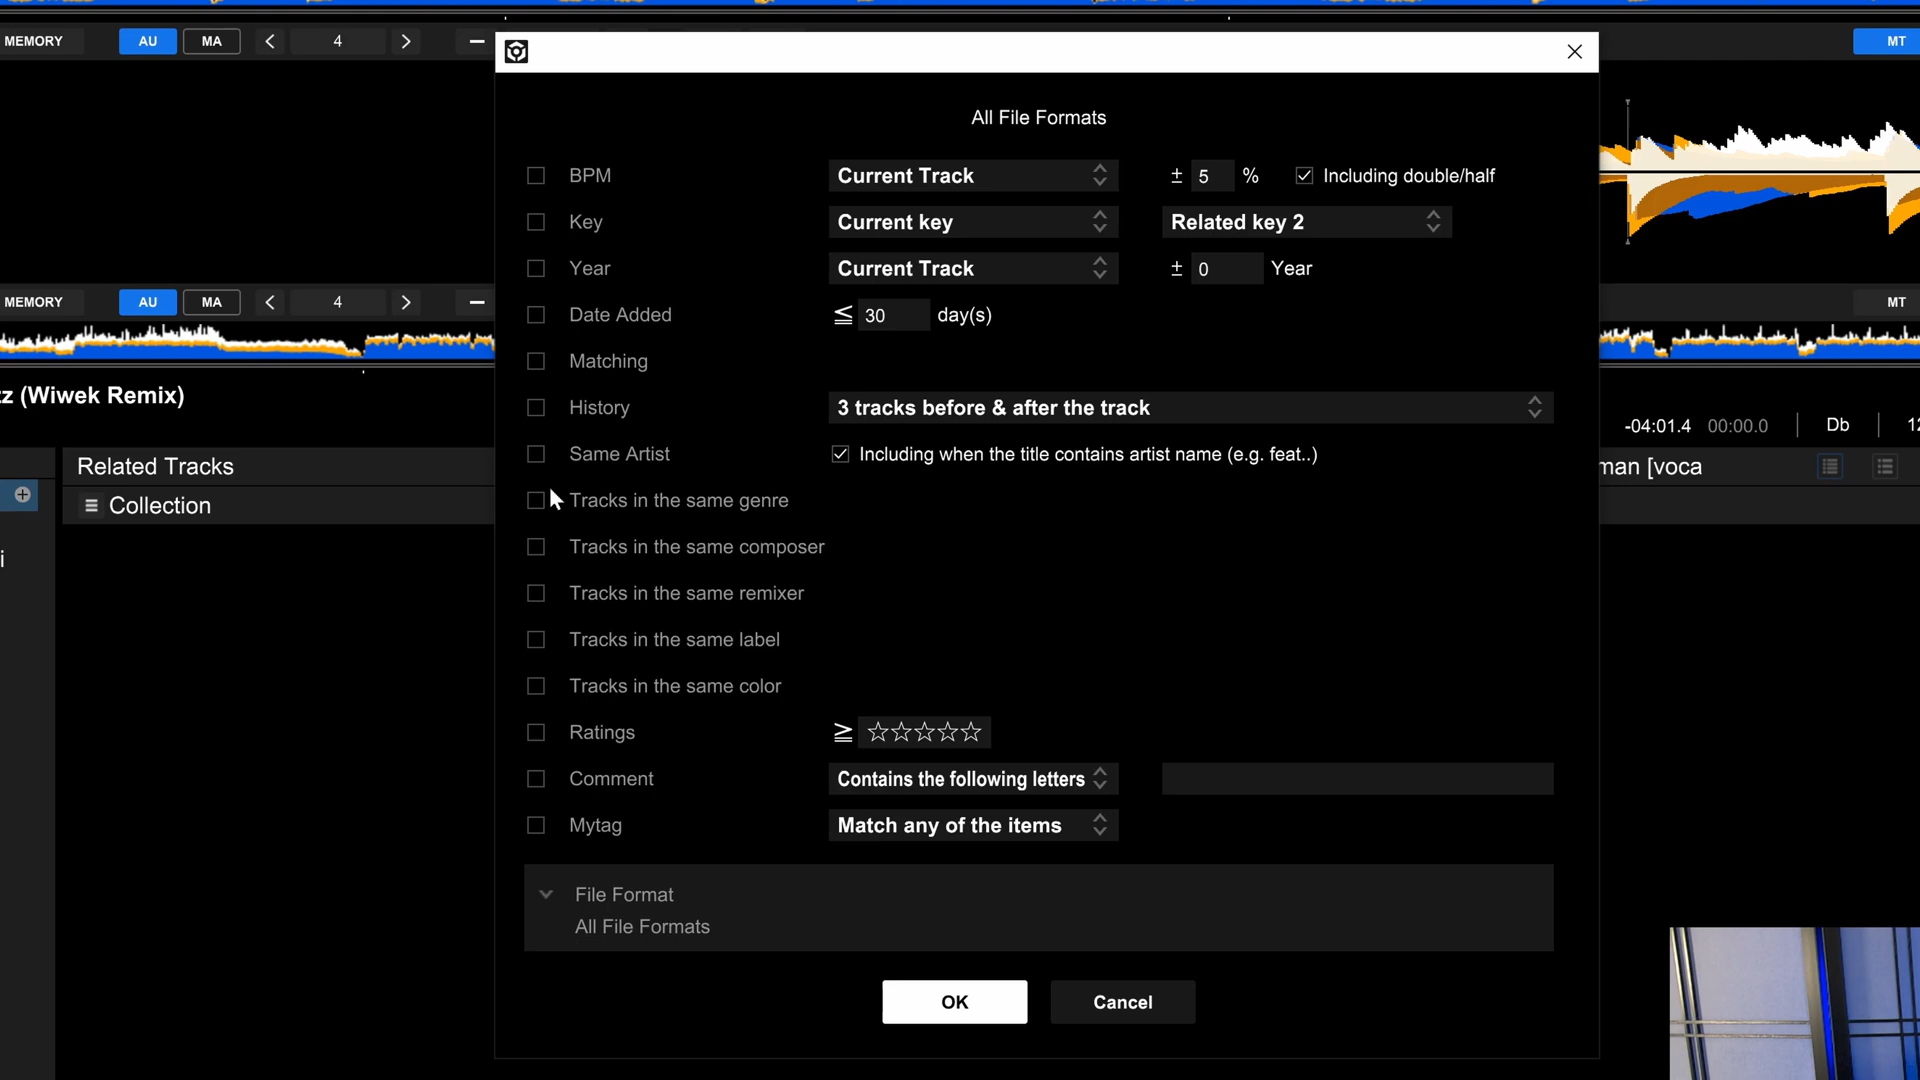 MEMORY AU MA 4 MT
All File Formats
BPM Current Track ± 5 % Including double/half
Key Current key Related key 2
Year Current Track ± 0 Year
Date Added ≦ 30 day(s)
Matching
MEMORY AU MA 4 MT
History 3 tracks before & after the track
z (Wiwek Remix)
-04:01.4 00:00.0 Db
Same Artist Including when the title contains artist name (e.g. feat..)
Related Tracks
man [voca
Collection
Tracks in the same genre
Tracks in the same composer
i
Tracks in the same remixer
Tracks in the same label
Tracks in the same color
Ratings ≧ ☆☆☆☆☆
Comment Contains the following letters
Mytag Match any of the items
File Format
All File Formats
OK Cancel